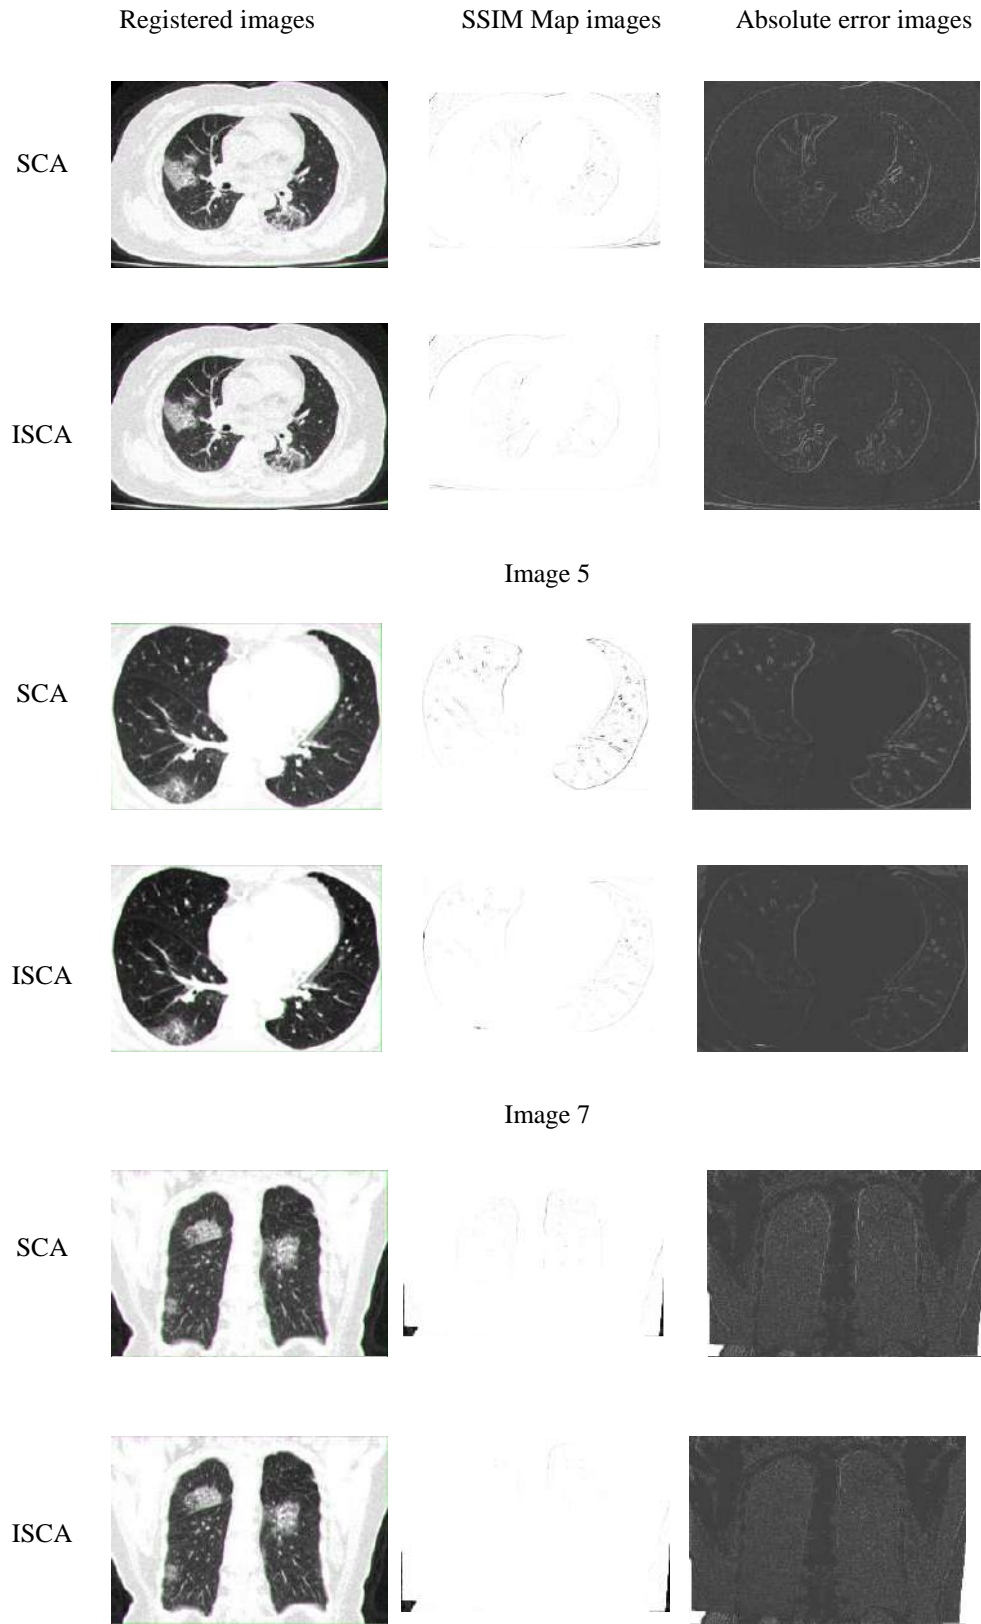 Registered images SSIM Map images Absolute error images
SCA
ISCA
Image 5
SCA
ISCA
Image 7
SCA
ISCA